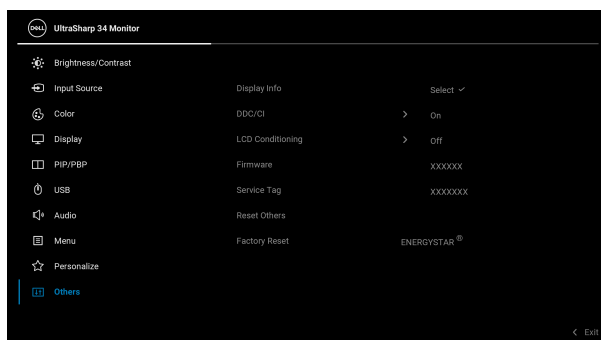 DELL UltraSharp 34 Monitor
Brightness/Contrast
Input Source Display Info Select
Color DDC/CI > On
Display LCD Conditioning > Off
PIP/PBP Firmware XXXXXX
USB Service Tag XXXXXXX
Audio Reset Others
Menu Factory Reset ENERGYSTAR ®
Personalize
Others
< Exit